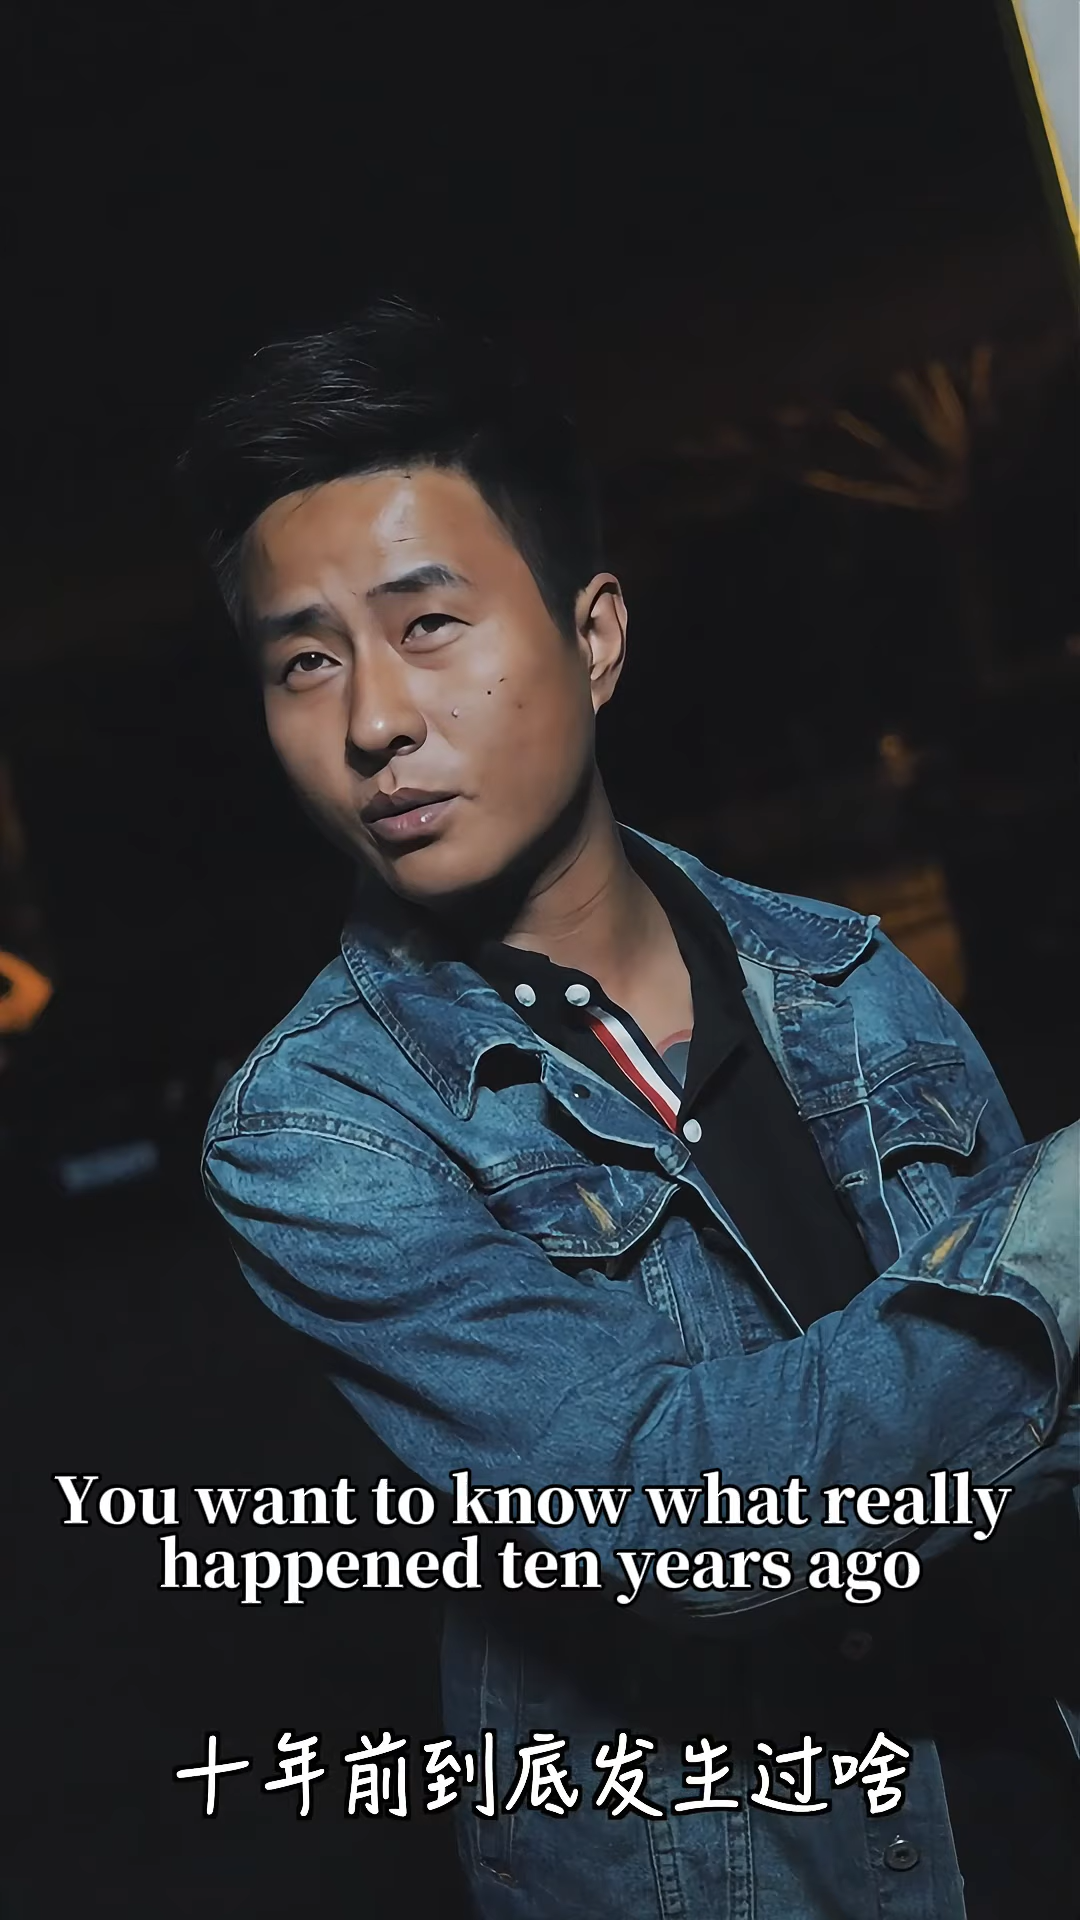 You want to know what really
happened ten years ago
十年前到底发生过啥